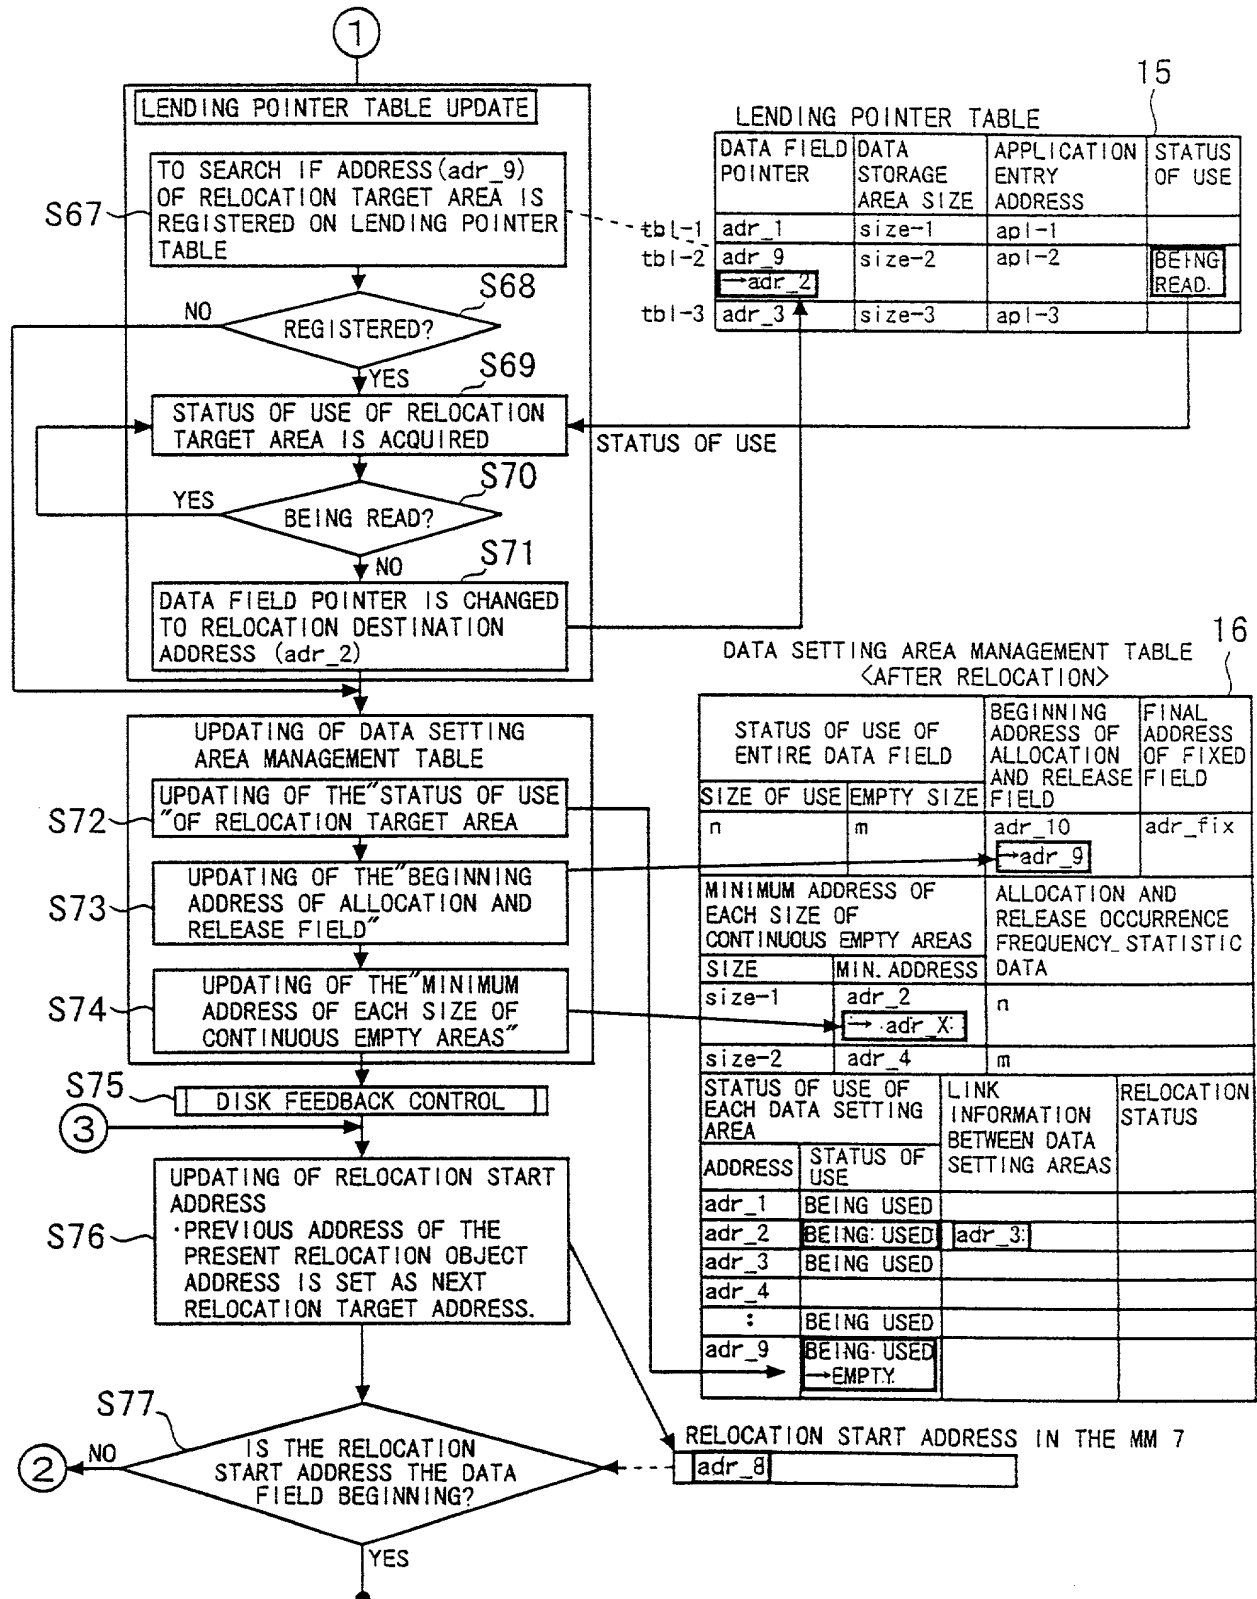 1
LENDING POINTER TABLE UPDATE
TO SEARCH IF ADDRESS(adr_9)
OF RELOCATION TARGET AREA IS
REGISTERED ON LENDING POINTER
TABLE
S67
S68
NO
REGISTERED?
YES
S69
STATUS OF USE OF RELOCATION
TARGET AREA IS ACQUIRED
S70
YES
BEING READ?
NO
S71
DATA FIELD POINTER IS CHANGED
TO RELOCATION DESTINATION
ADDRESS (adr_2)
15
LENDING POINTER TABLE
DATA FIELD
POINTER
DATA
STORAGE
AREA SIZE
APPLICATION
ENTRY
ADDRESS
STATUS
OF USE
tbl-1 adr_1 size-1 apl-1
tbl-2 adr_9 size-2 apl-2 BEING
→adr_2 READ
tbl-3 adr_3 size-3 apl-3
STATUS OF USE
UPDATING OF DATA SETTING
AREA MANAGEMENT TABLE
S72
UPDATING OF THE"STATUS OF USE
"OF RELOCATION TARGET AREA
S73
UPDATING OF THE"BEGINNING
ADDRESS OF ALLOCATION AND
RELEASE FIELD"
S74
UPDATING OF THE"MINIMUM
ADDRESS OF EACH SIZE OF
CONTINUOUS EMPTY AREAS"
S75
DISK FEEDBACK CONTROL
3
UPDATING OF RELOCATION START
ADDRESS
S76
·PREVIOUS ADDRESS OF THE
PRESENT RELOCATION OBJECT
ADDRESS IS SET AS NEXT
RELOCATION TARGET ADDRESS.
S77
IS THE RELOCATION
START ADDRESS THE DATA
FIELD BEGINNING?
NO
2
YES
16
DATA SETTING AREA MANAGEMENT TABLE
<AFTER RELOCATION>
STATUS OF USE OF
ENTIRE DATA FIELD
BEGINNING
ADDRESS OF
ALLOCATION
AND RELEASE
FIELD
FINAL
ADDRESS
OF FIXED
FIELD
SIZE OF USE EMPTY SIZE
n m adr_10 adr_fix
→adr_9
MINIMUM ADDRESS OF
EACH SIZE OF
CONTINUOUS EMPTY AREAS
ALLOCATION AND
RELEASE OCCURRENCE
FREQUENCY_STATISTIC
DATA
SIZE MIN. ADDRESS
size-1 adr_2 n
→ adr_X
size-2 adr_4 m
STATUS OF USE OF
EACH DATA SETTING
AREA
LINK
INFORMATION
BETWEEN DATA
SETTING AREAS
RELOCATION
STATUS
ADDRESS
STATUS OF
USE
adr_1 BEING USED
adr_2 BEING USED adr_3
adr_3 BEING USED
adr_4
: BEING USED
adr_9 BEING USED
→EMPTY
RELOCATION START ADDRESS IN THE MM 7
adr_8